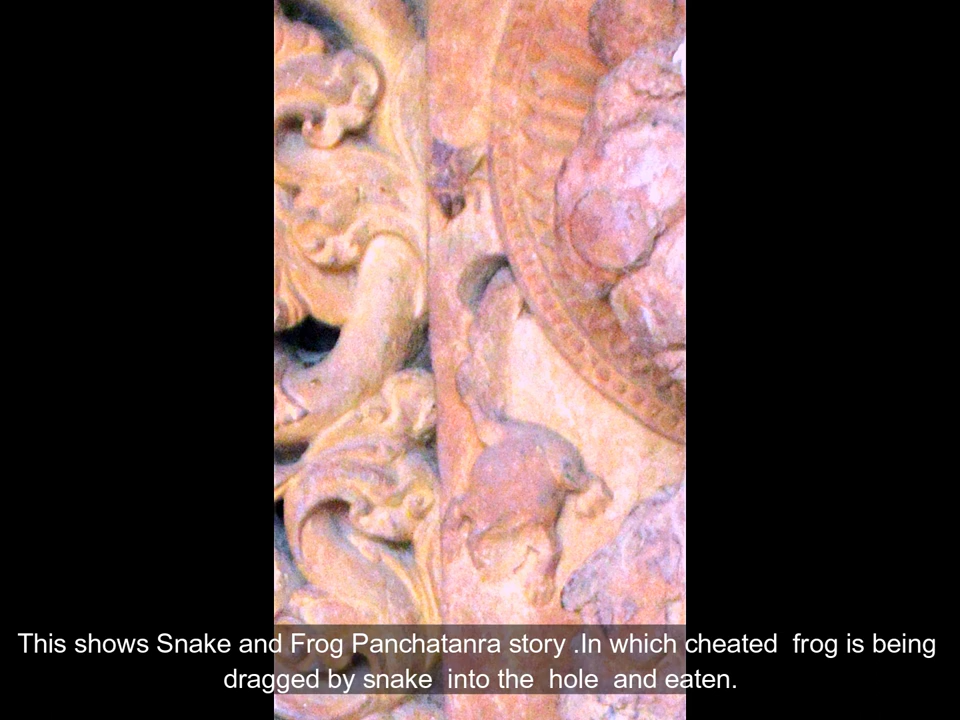 This shows Snake and Frog Panchatanra story .In which cheated  frog is being
dragged by snake  into the  hole  and eaten.